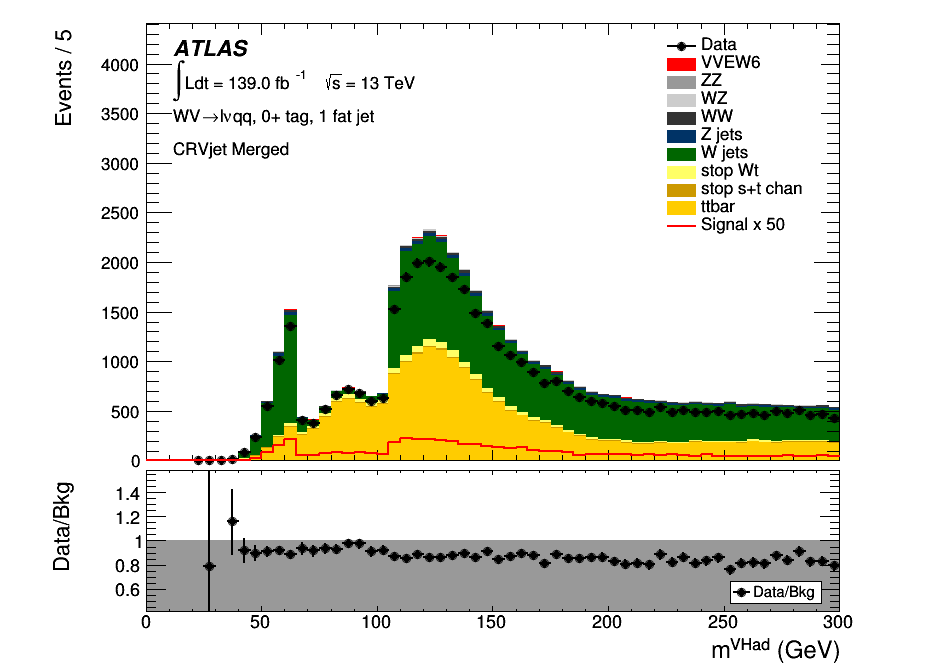 Events / 5
4000
3500
3000
2500
2000
1500
1000
500
0
ATLAS
∫Ldt = 139.0 fb⁻¹ √s = 13 TeV
WV→lνqq, 0+ tag, 1 fat jet
CRVjet Merged
Data
VVEW6
ZZ
WZ
WW
Z jets
W jets
stop Wt
stop s+t chan
ttbar
Signal x 50
Data/Bkg
1.4
1.2
1
0.8
0.6
Data/Bkg
0 50 100 150 200 250 300
m^VHad (GeV)